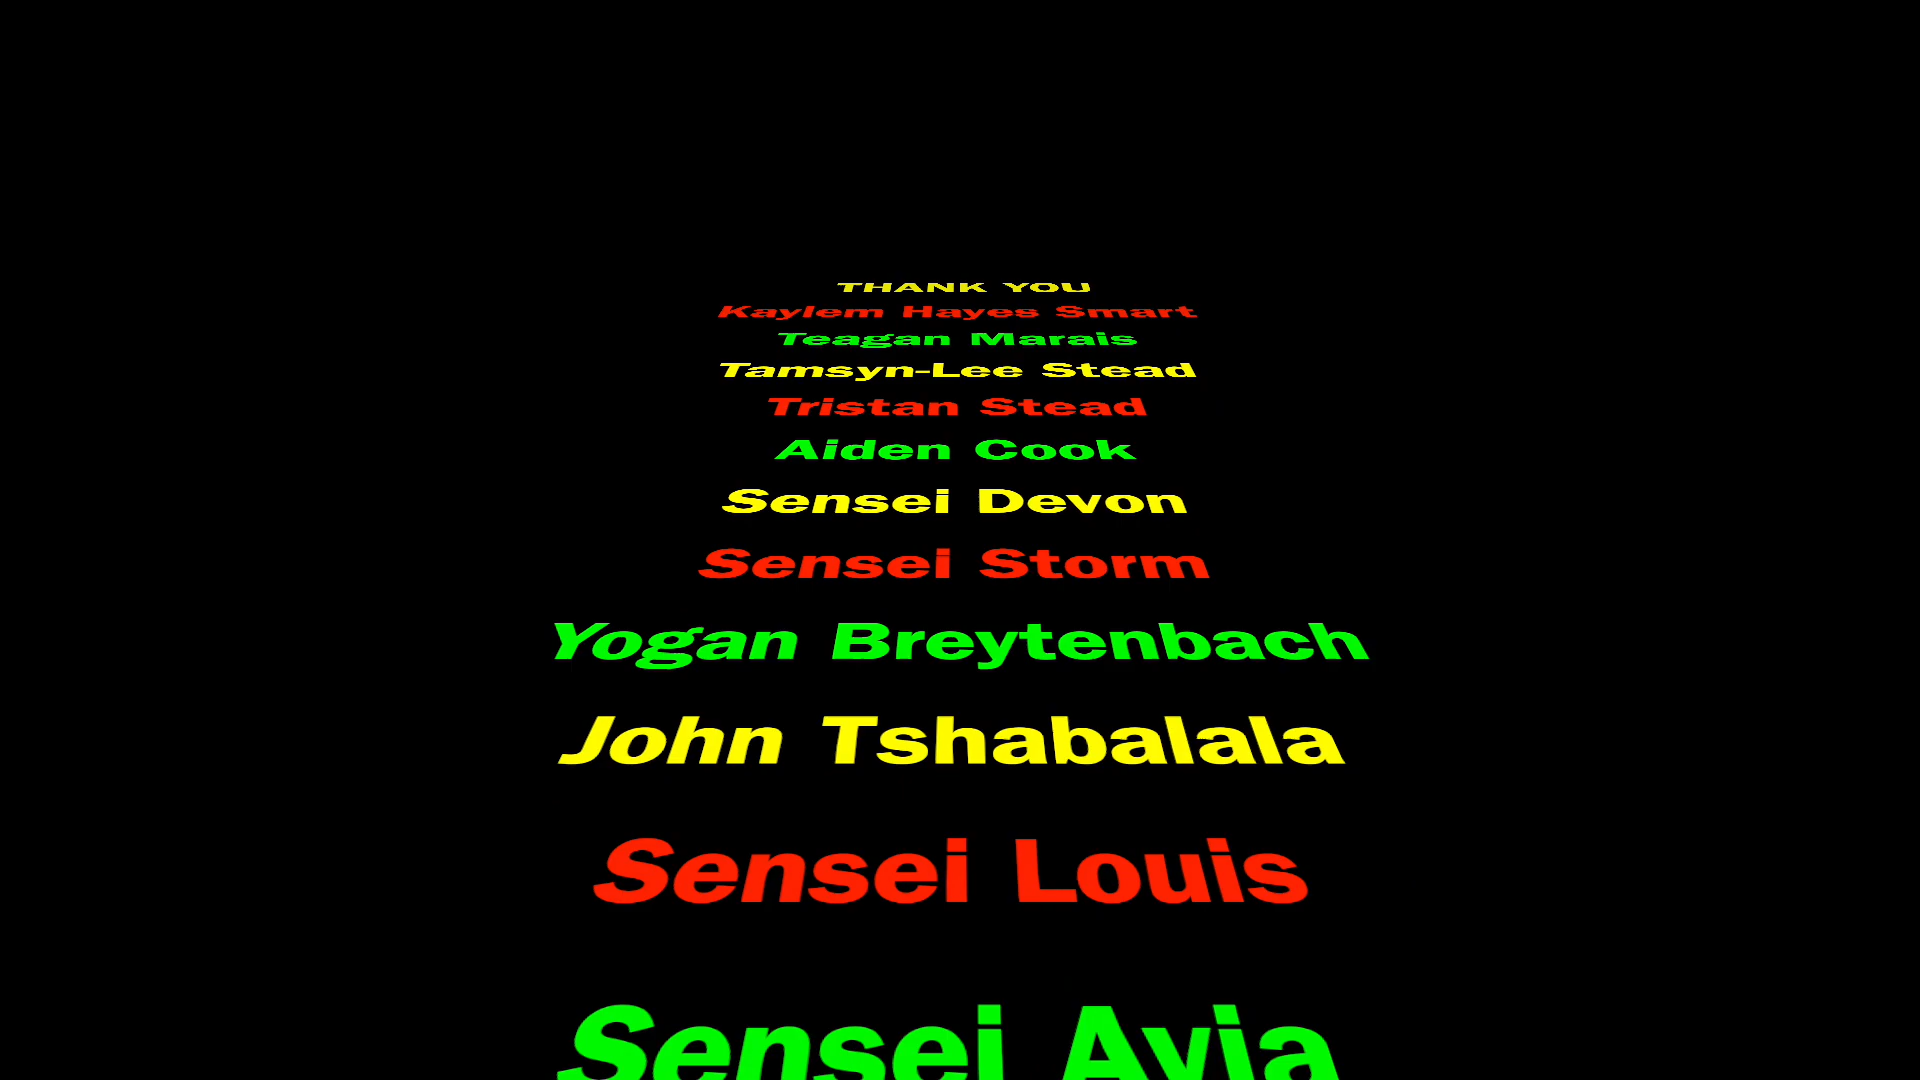 THANK YOU
Kaylem Hayes Smart
Teagan Marais
Tamsyn-Lee Stead
Tristan Stead
Aiden Cook
Sensei Devon
Sensei Storm
Yogan Breytenbach
John Tshabalala
Sensei Louis
Sensei Avia